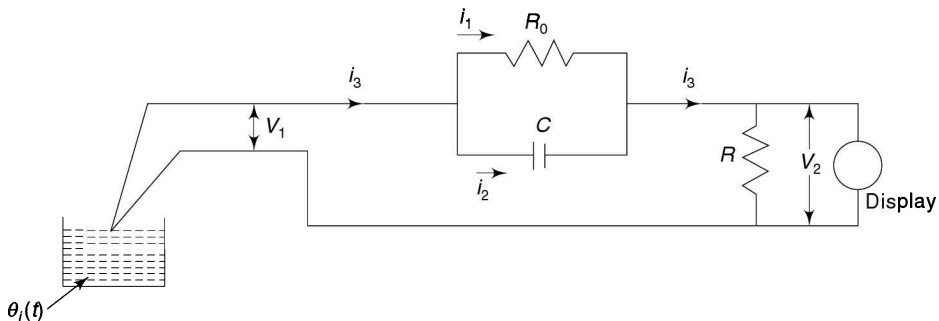 i₁
R₀
i₃
i₃
V₁
C
R
V₂
i₂
Display
θᵢ(t)